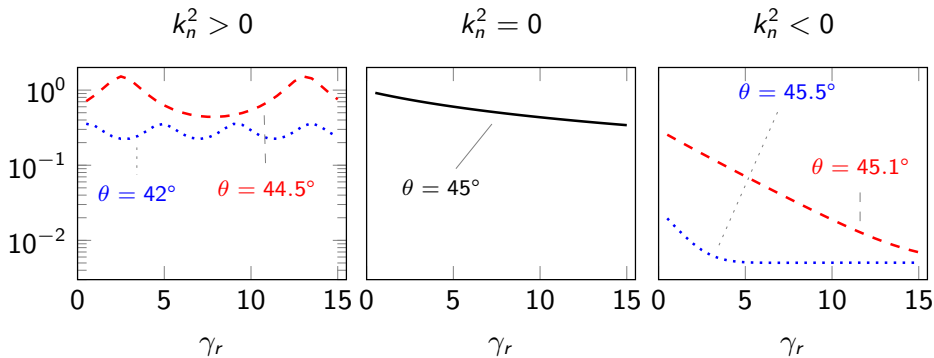 k_n^2 > 0
k_n^2 = 0
k_n^2 < 0
10^0
10^{-1}
10^{-2}
θ = 42°
θ = 44.5°
θ = 45°
θ = 45.5°
θ = 45.1°
0 5 10 15
0 5 10 15
0 5 10 15
γ_r
γ_r
γ_r